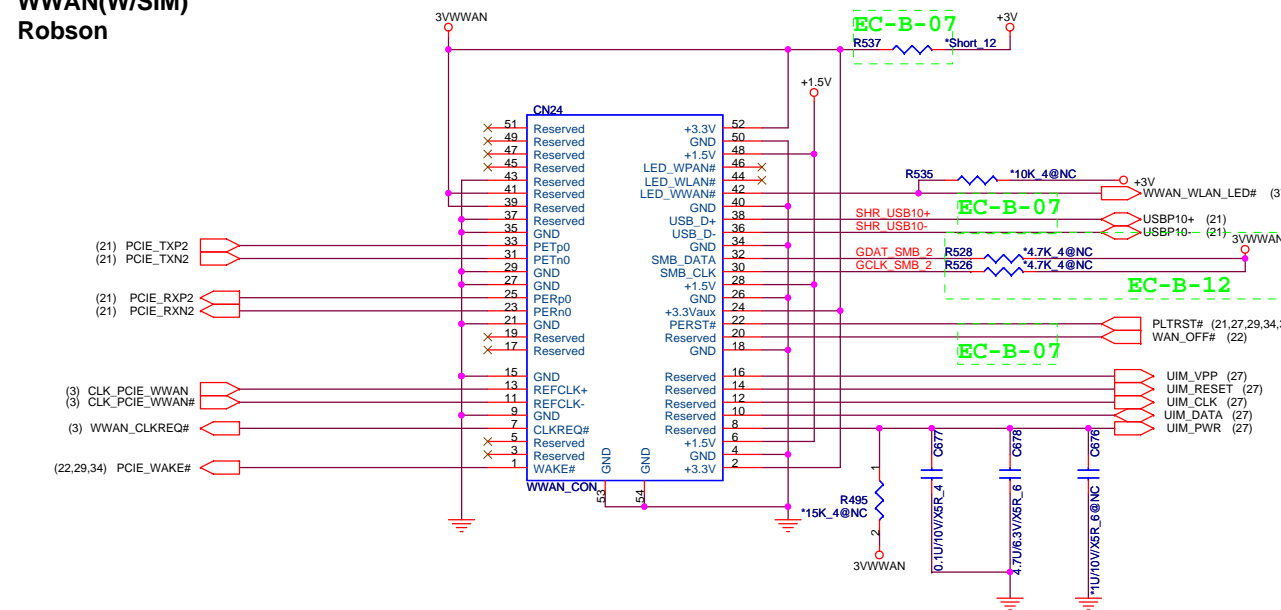 WWAN(W/SIM)
Robson
3VWWAN
EC-B-07
+3V
R537
*Short_12
+1.5V
CN24
51 Reserved +3.3V 52
49 Reserved GND 50
47 Reserved +1.5V 48
45 Reserved LED_WPAN# 46
43 Reserved LED_WLAN# 44
41 Reserved LED_WWAN# 42
39 Reserved GND 40
37 Reserved USB_D+ 38
35 GND USB_D- 36
33 PETp0 GND 34
31 PETn0 SMB_DATA 32
29 GND SMB_CLK 30
27 GND +1.5V 28
25 PERp0 GND 26
23 PERn0 +3.3Vaux 24
21 GND PERST# 22
19 Reserved Reserved 20
17 Reserved GND 18
15 GND Reserved 16
13 REFCLK+ Reserved 14
11 REFCLK- Reserved 12
9 GND Reserved 10
7 CLKREQ# Reserved 8
5 Reserved +1.5V 6
3 Reserved GND 4
1 WAKE# +3.3V 2
GND GND
53 54
WWAN_CON
(21) PCIE_TXP2
(21) PCIE_TXN2
(21) PCIE_RXP2
(21) PCIE_RXN2
(3) CLK_PCIE_WWAN
(3) CLK_PCIE_WWAN#
(3) WWAN_CLKREQ#
(22,29,34) PCIE_WAKE#
R535 *10K_4@NC
+3V
WWAN_WLAN_LED#
SHR_USB10+
EC-B-07
USBP10+ (21)
SHR_USB10-
USBP10- (21)
3VWWAN
GDAT_SMB_2 R528 *4.7K_4@NC
GCLK_SMB_2 R526 *4.7K_4@NC
EC-B-12
PLTRST# (21,27,29,34,
WAN_OFF# (22)
EC-B-07
UIM_VPP (27)
UIM_RESET (27)
UIM_CLK (27)
UIM_DATA (27)
UIM_PWR (27)
1
R495
*15K_4@NC
2
3VWWAN
C677
0.1U/10V/X5R_4
C678
4.7U/6.3V/X5R_6
C676
*1U/10V/X5R_6@NC